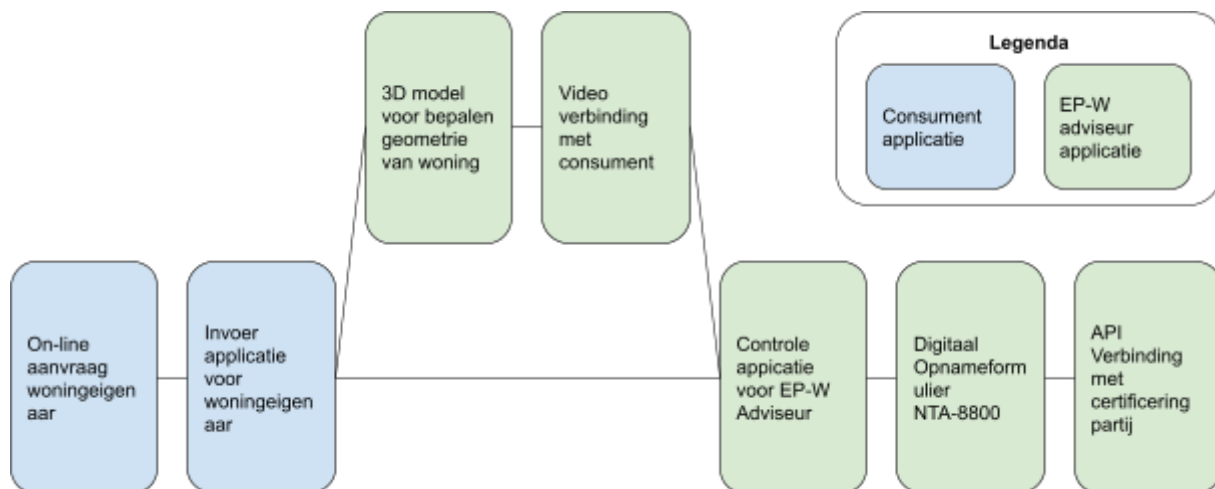 3D model
voor bepalen
geometrie
van woning
Video
verbinding
met
consument
Legenda
Consument
applicatie
EP-W
adviseur
applicatie
On-line
aanvraag
woningeigen
aar
Invoer
applicatie
voor
woningeigen
aar
Controle
appicatie
voor EP-W
Adviseur
Digitaal
Opnameform
ulier
NTA-8800
API
Verbinding
met
certificering
partij